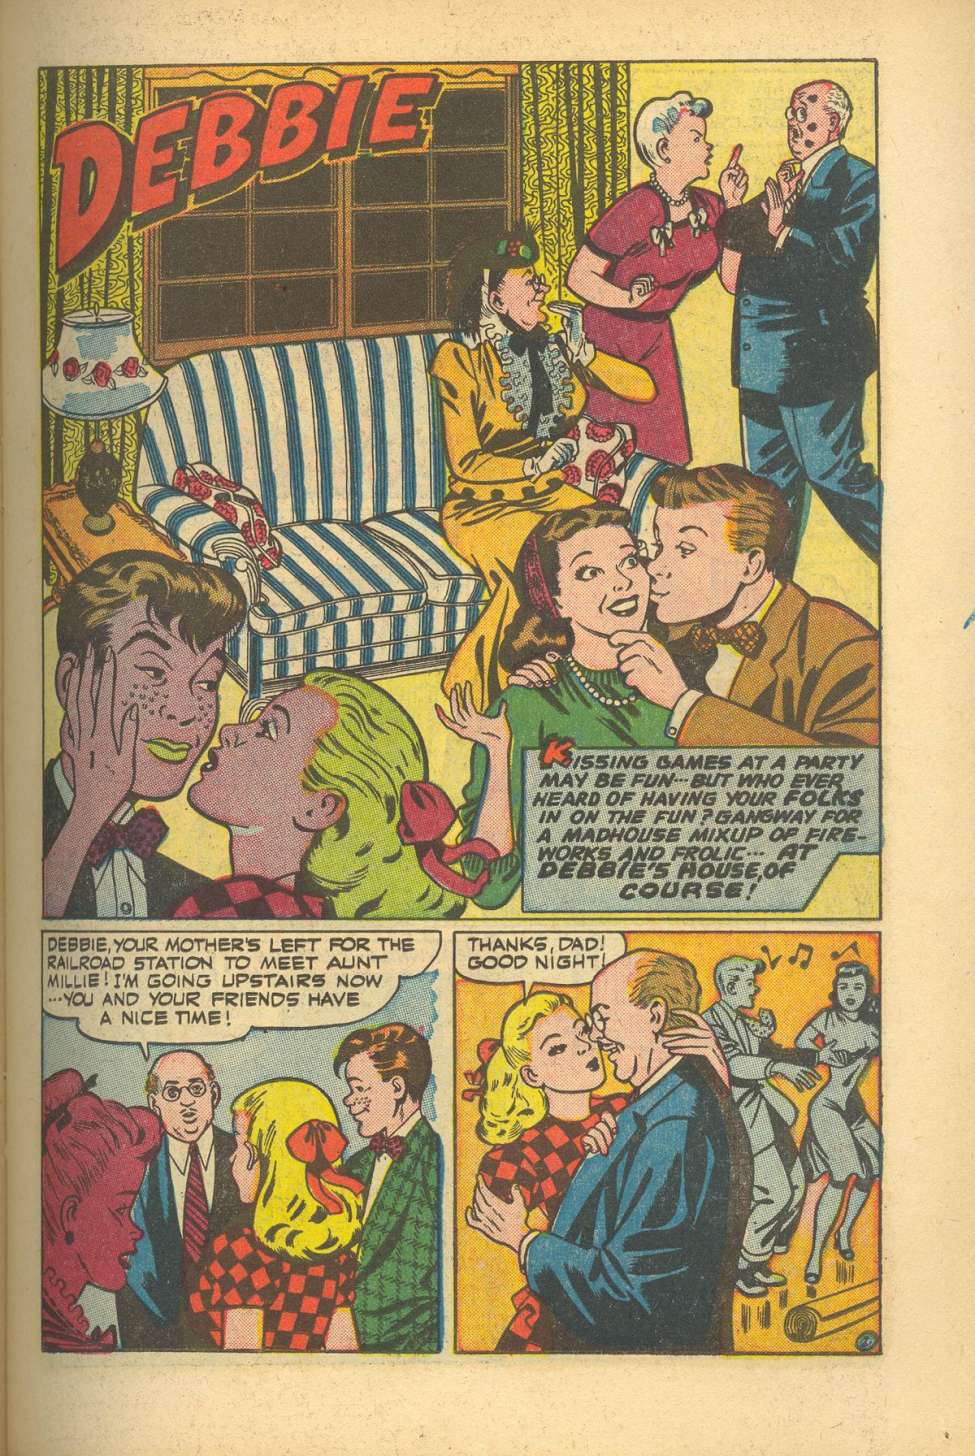 DEBBIE
KISSING GAMES AT A PARTY
MAY BE FUN--- BUT WHO EVER
HEARD OF HAVING YOUR FOLKS
IN ON THE FUN? GANGWAY FOR
A MADHOUSE MIXUP OF FIRE-
WORKS AND FROLIC--- AT
DEBBIE'S HOUSE, OF
COURSE!
DEBBIE, YOUR MOTHER'S LEFT FOR THE
RAILROAD STATION TO MEET AUNT
MILLIE! I'M GOING UPSTAIRS NOW
---YOU AND YOUR FRIENDS HAVE
A NICE TIME!
THANKS, DAD!
GOOD NIGHT!